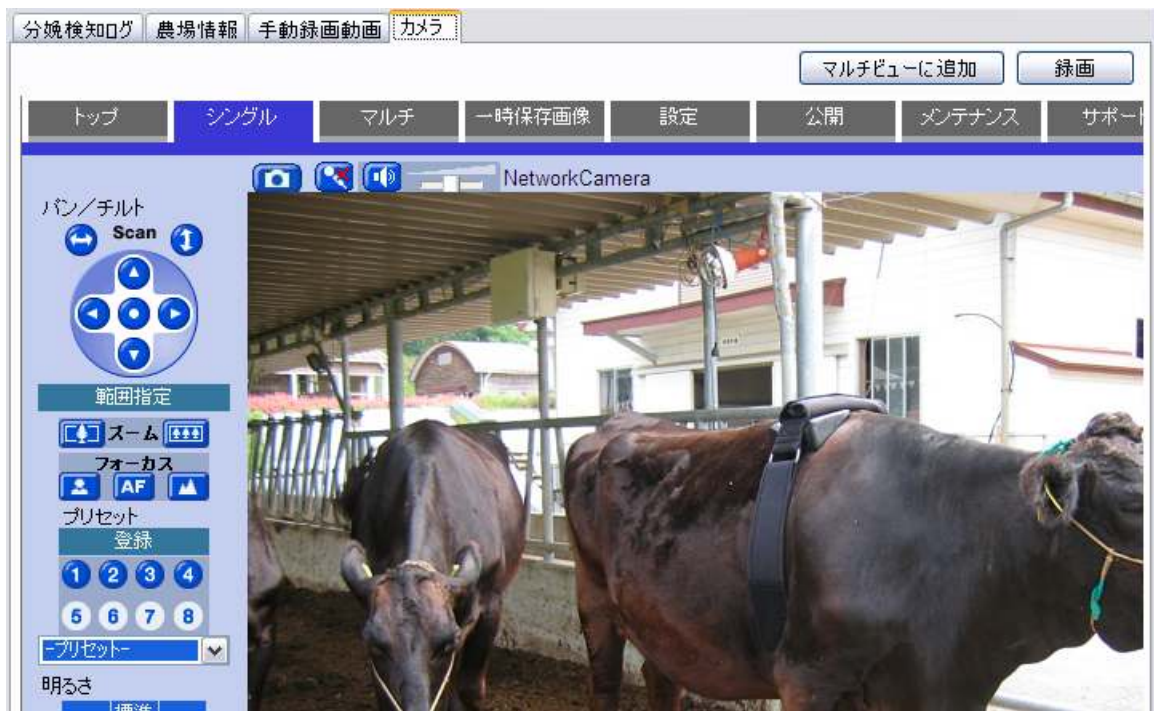 分娩検知ログ 農場情報 手動録画動画 カメラ
マルチビューに追加 録画
トップ シングル マルチ 一時保存画像 設定 公開 メンテナンス サポート
NetworkCamera
パン／チルト
Scan
範囲指定
ズーム
フォーカス
AF
プリセット
登録
1 2 3 4
5 6 7 8
-プリセット-
明るさ
標準